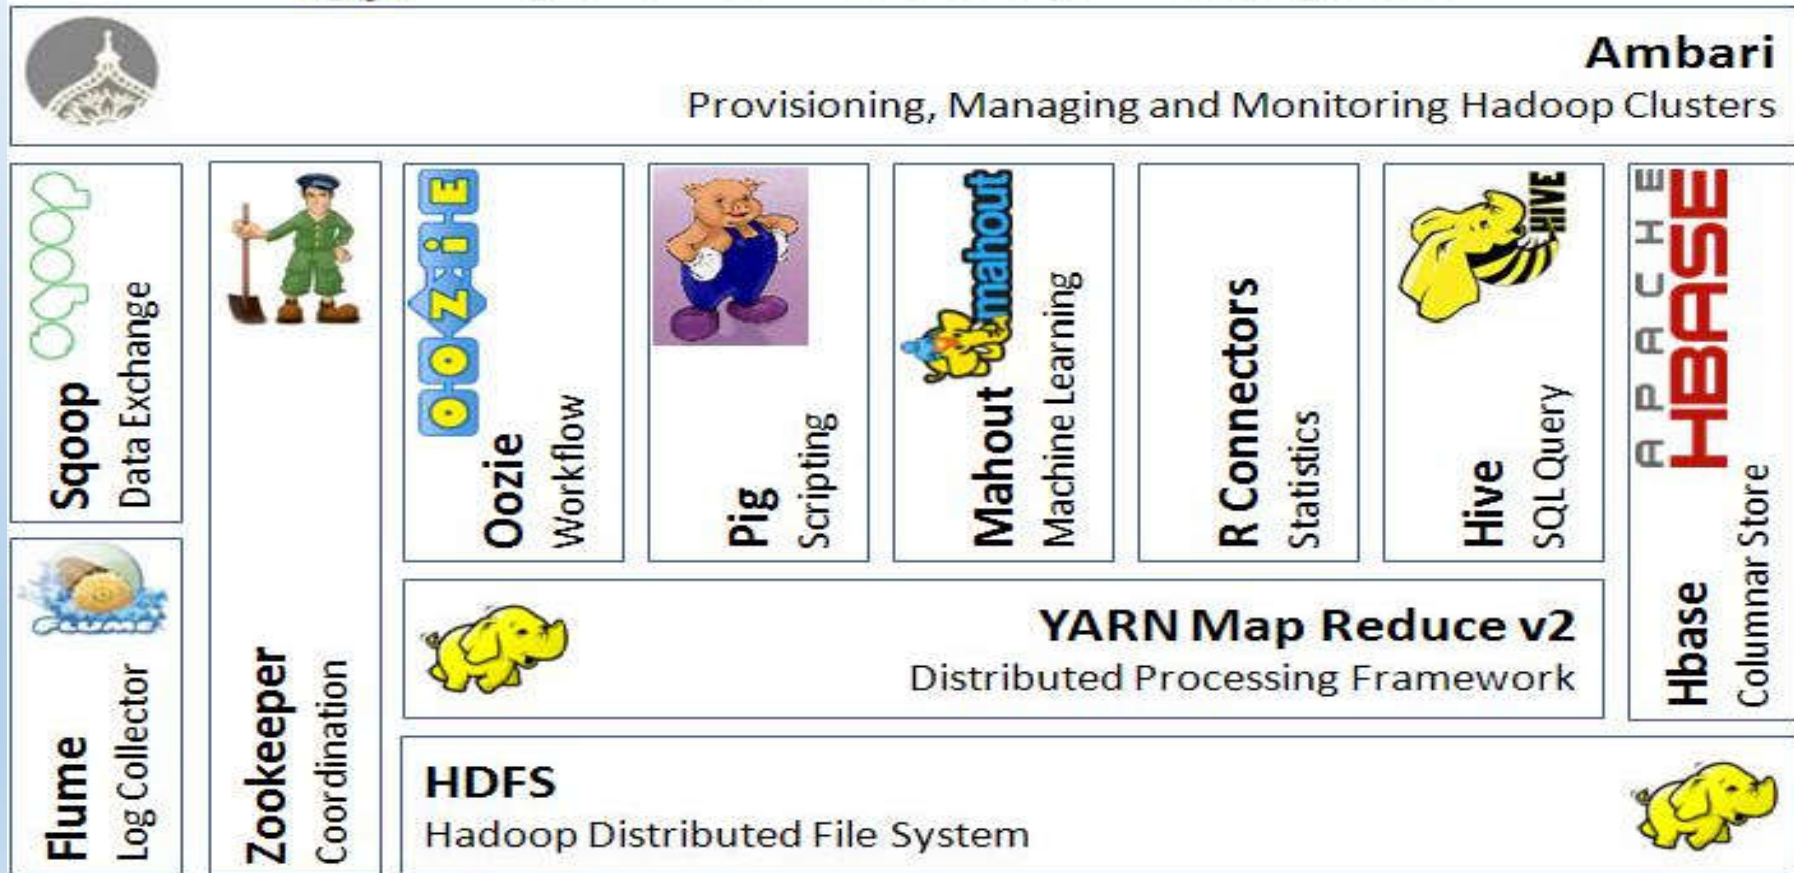 Ambari
Provisioning, Managing and Monitoring Hadoop Clusters
Sqoop
Data Exchange
Flume
Log Collector
FLUME
Zookeeper
Coordination
OOZIE
Oozie
Workflow
Pig
Scripting
mahout
Mahout
Machine Learning
R Connectors
Statistics
HIVE
Hive
SQL Query
APACHE
HBASE
Hbase
Columnar Store
YARN Map Reduce v2
Distributed Processing Framework
HDFS
Hadoop Distributed File System